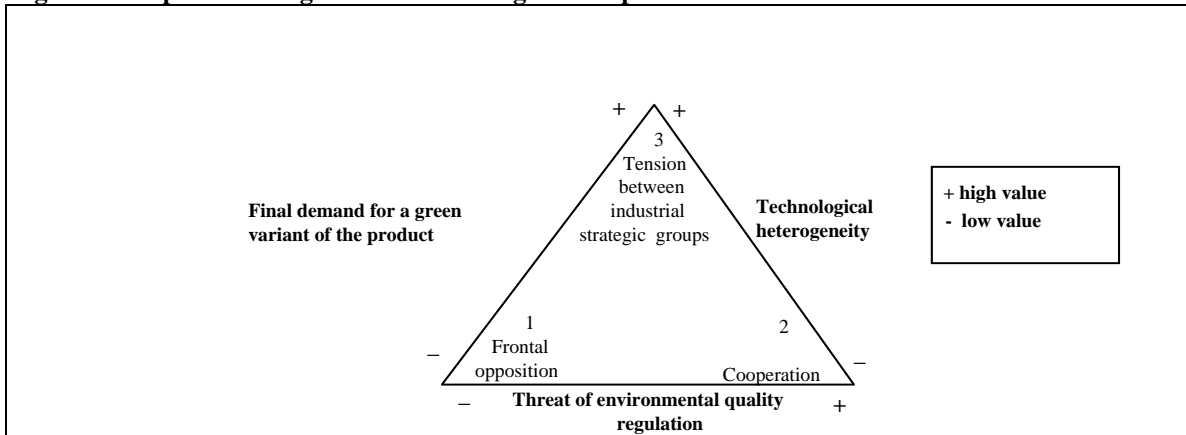 + +
3
Tension
between
industrial
strategic groups
Final demand for a green
variant of the product
Technological
heterogeneity
+ high value
- low value
1
Frontal
opposition
2
Cooperation
–
–
–
+
Threat of environmental quality
regulation